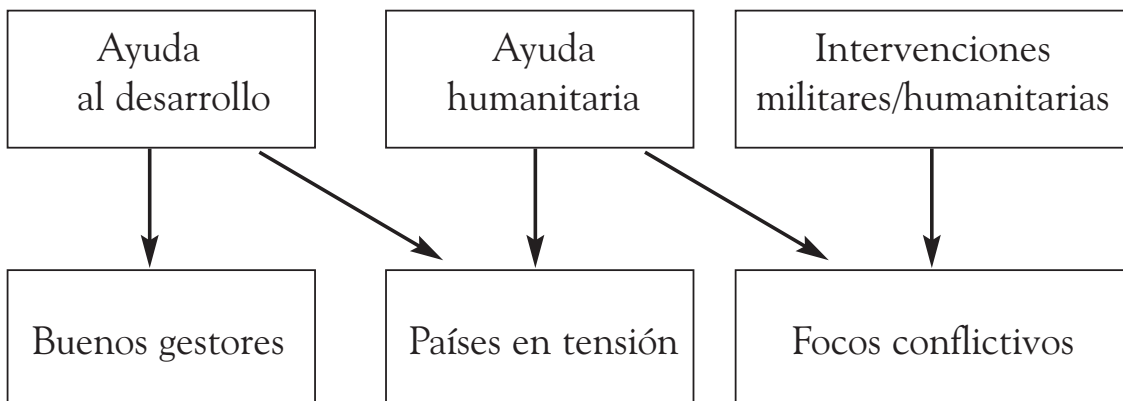 Ayuda
al desarrollo
Ayuda
humanitaria
Intervenciones
militares/humanitarias
Buenos gestores
Países en tensión
Focos conflictivos